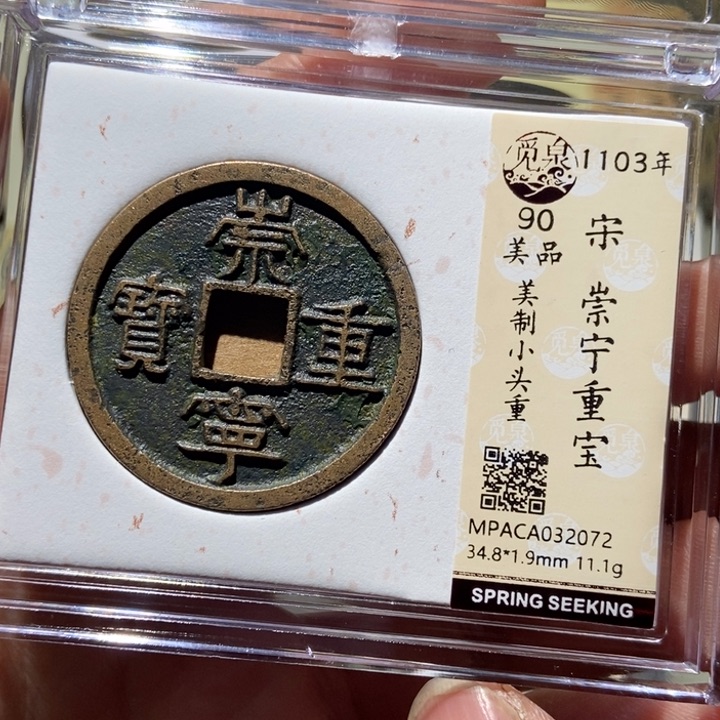 崇寧重寶
觅泉
1103年
90
美品
美制小头重
宋 崇宁重宝
MPACA032072
34.8*1.9mm 11.1g
SPRING SEEKING